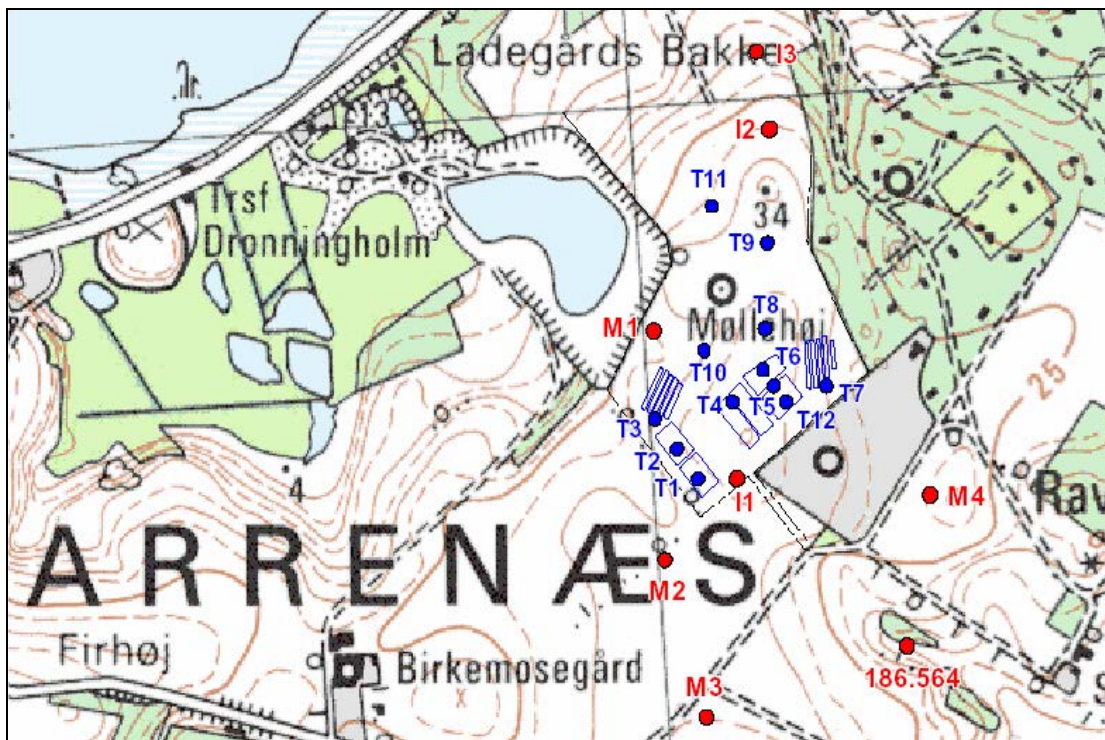 Ladegårds Bakke
I3
I2
T11
34
Trsf
Dronningholm
T9
T8
M1
Møllehøj
T10
T6
25
T4
T5
T7
T3
T12
T2
T1
I1
4
M4
Rav
ARRENÆS
M2
Firhøj
Birkemosegård
186.564
S
M3